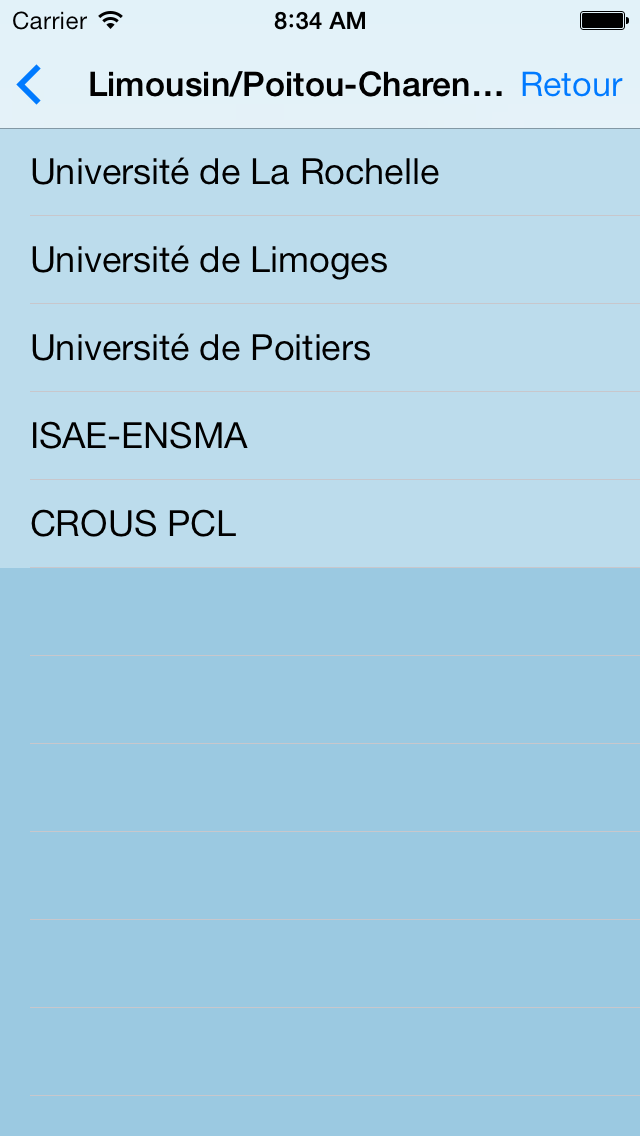 Carrier 8:34 AM
Limousin/Poitou-Charen... Retour
Université de La Rochelle
Université de Limoges
Université de Poitiers
ISAE-ENSMA
CROUS PCL